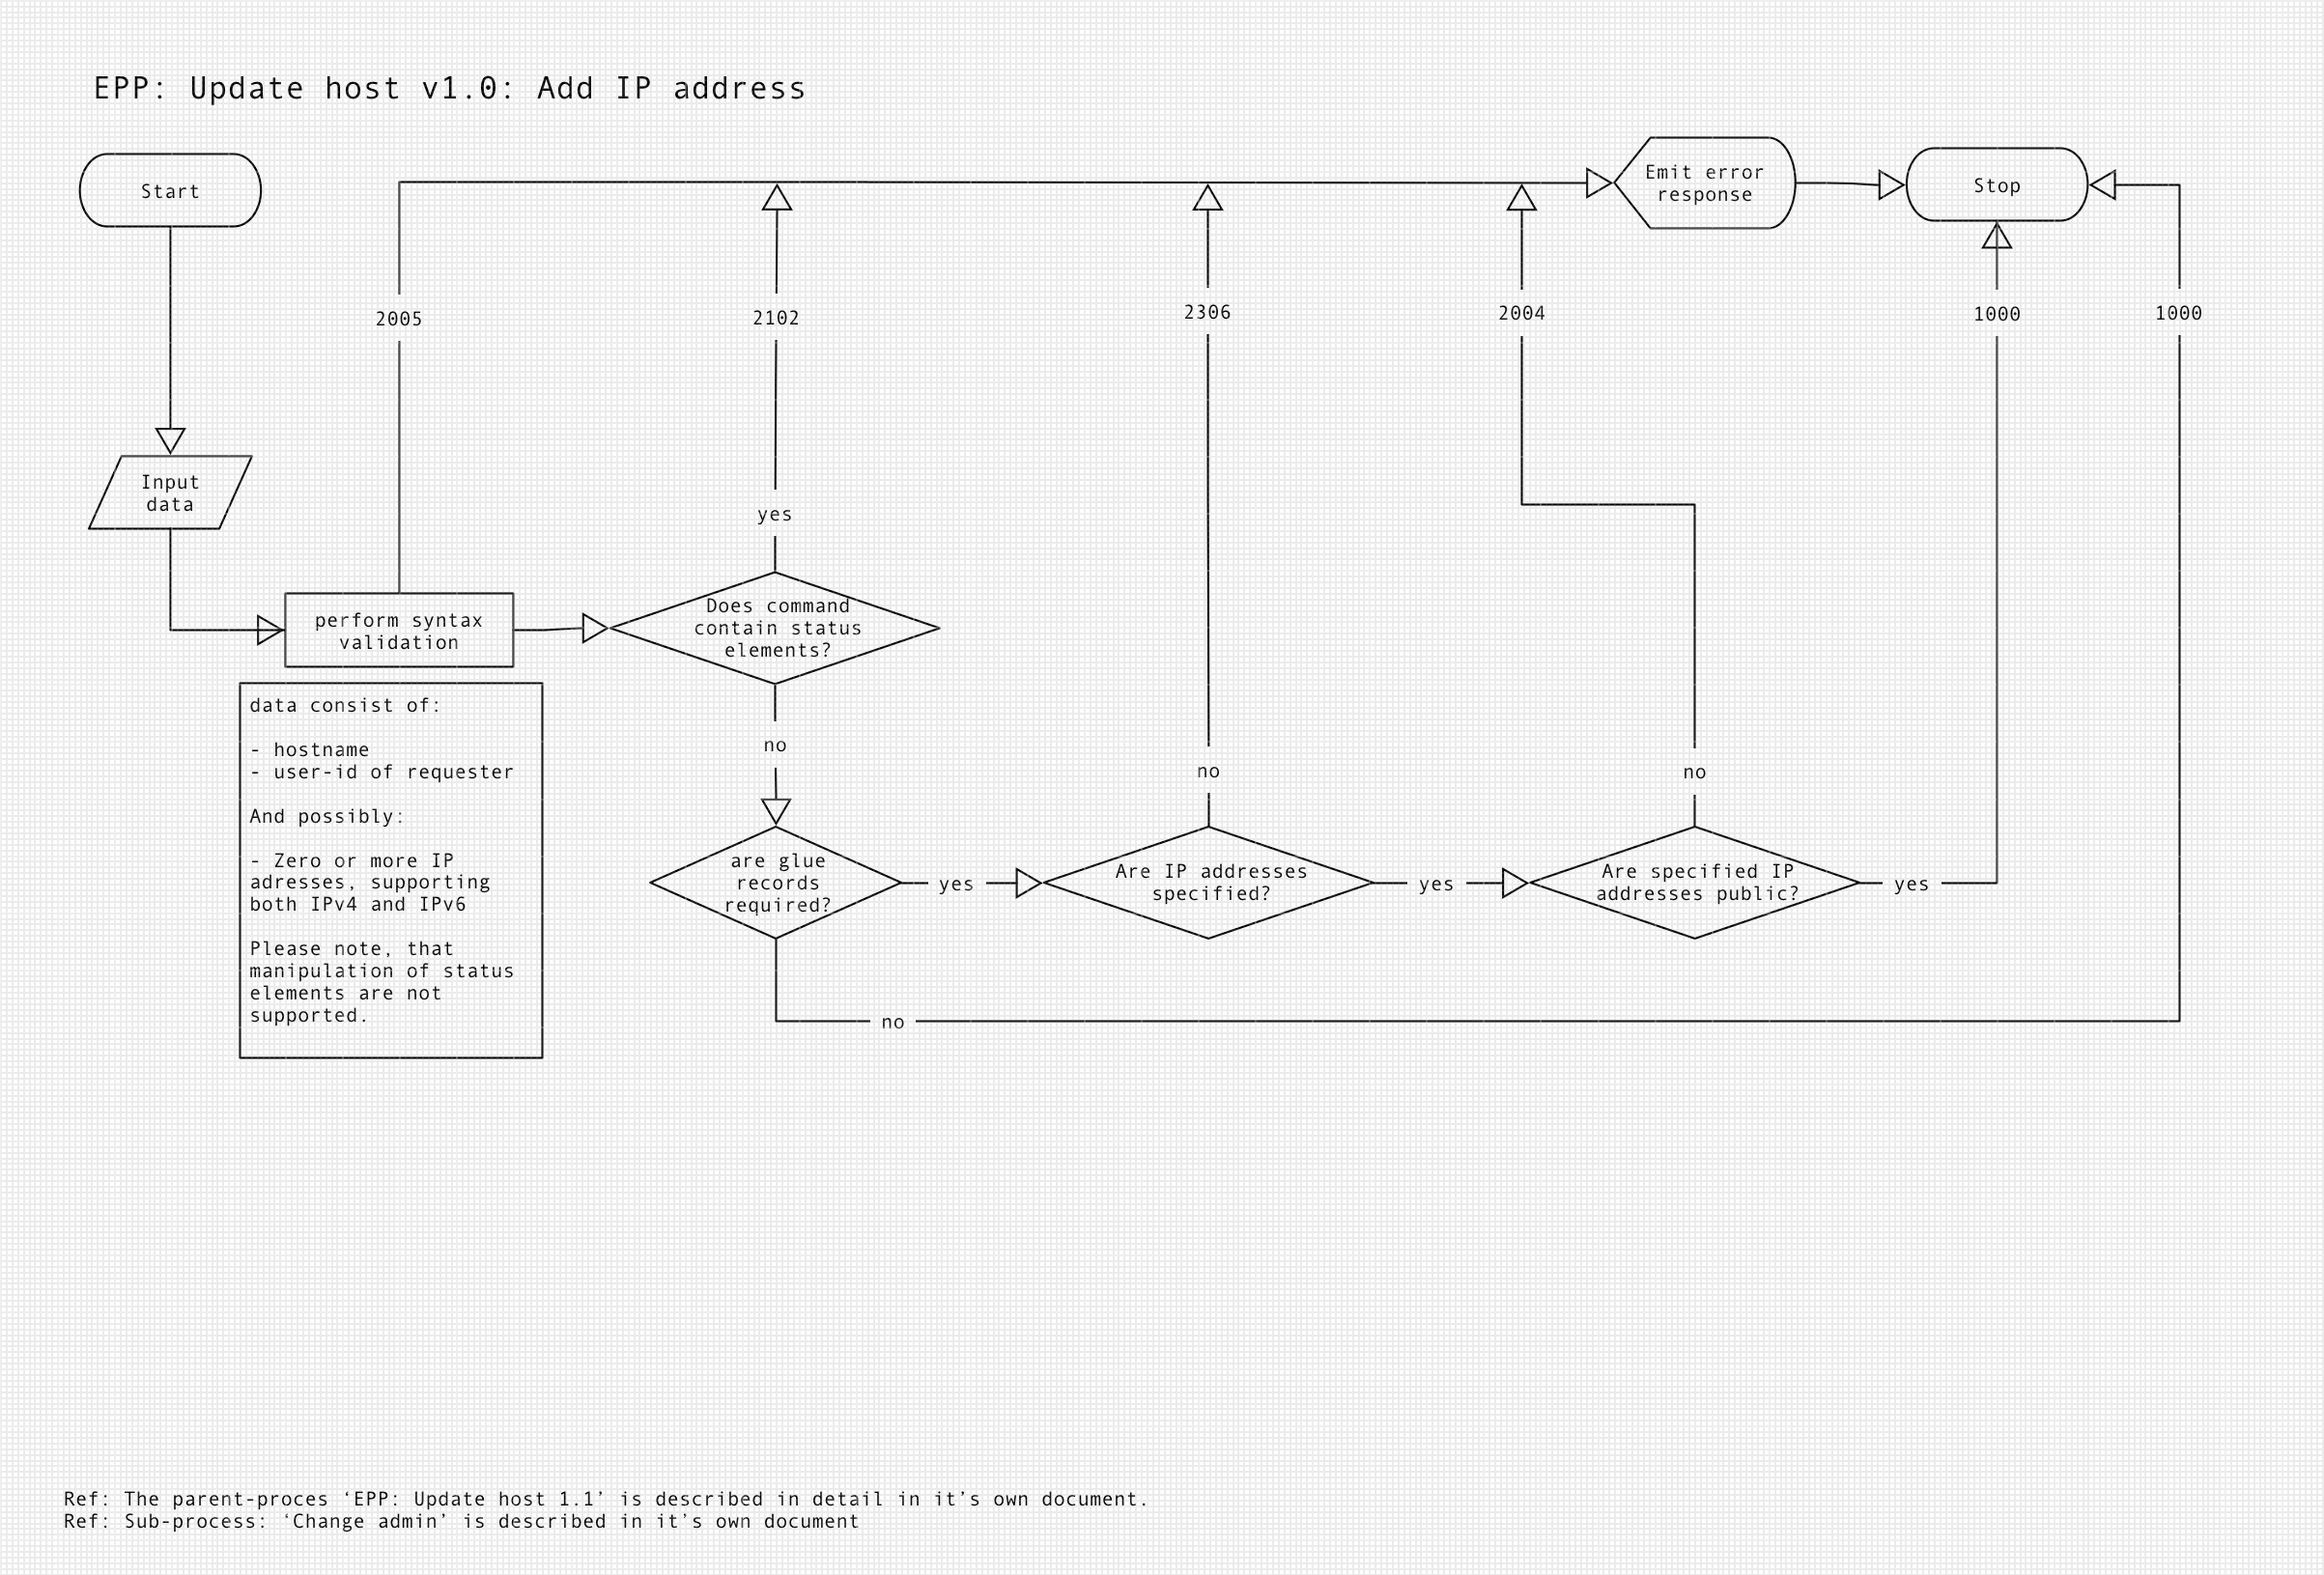 EPP: Update host v1.0: Add IP address
Start
Emit error
response
Stop
2005
2102
2306
2004
1000
1000
Input
data
yes
perform syntax
validation
Does command
contain status
elements?
data consist of:
- hostname
- user-id of requester
And possibly:
- Zero or more IP
adresses, supporting
both IPv4 and IPv6
Please note, that
manipulation of status
elements are not
supported.
no
no
no
are glue
records
required?
yes
Are IP addresses
specified?
yes
Are specified IP
addresses public?
yes
no
Ref: The parent-proces ‘EPP: Update host 1.1’ is described in detail in it’s own document.
Ref: Sub-process: ‘Change admin’ is described in it’s own document